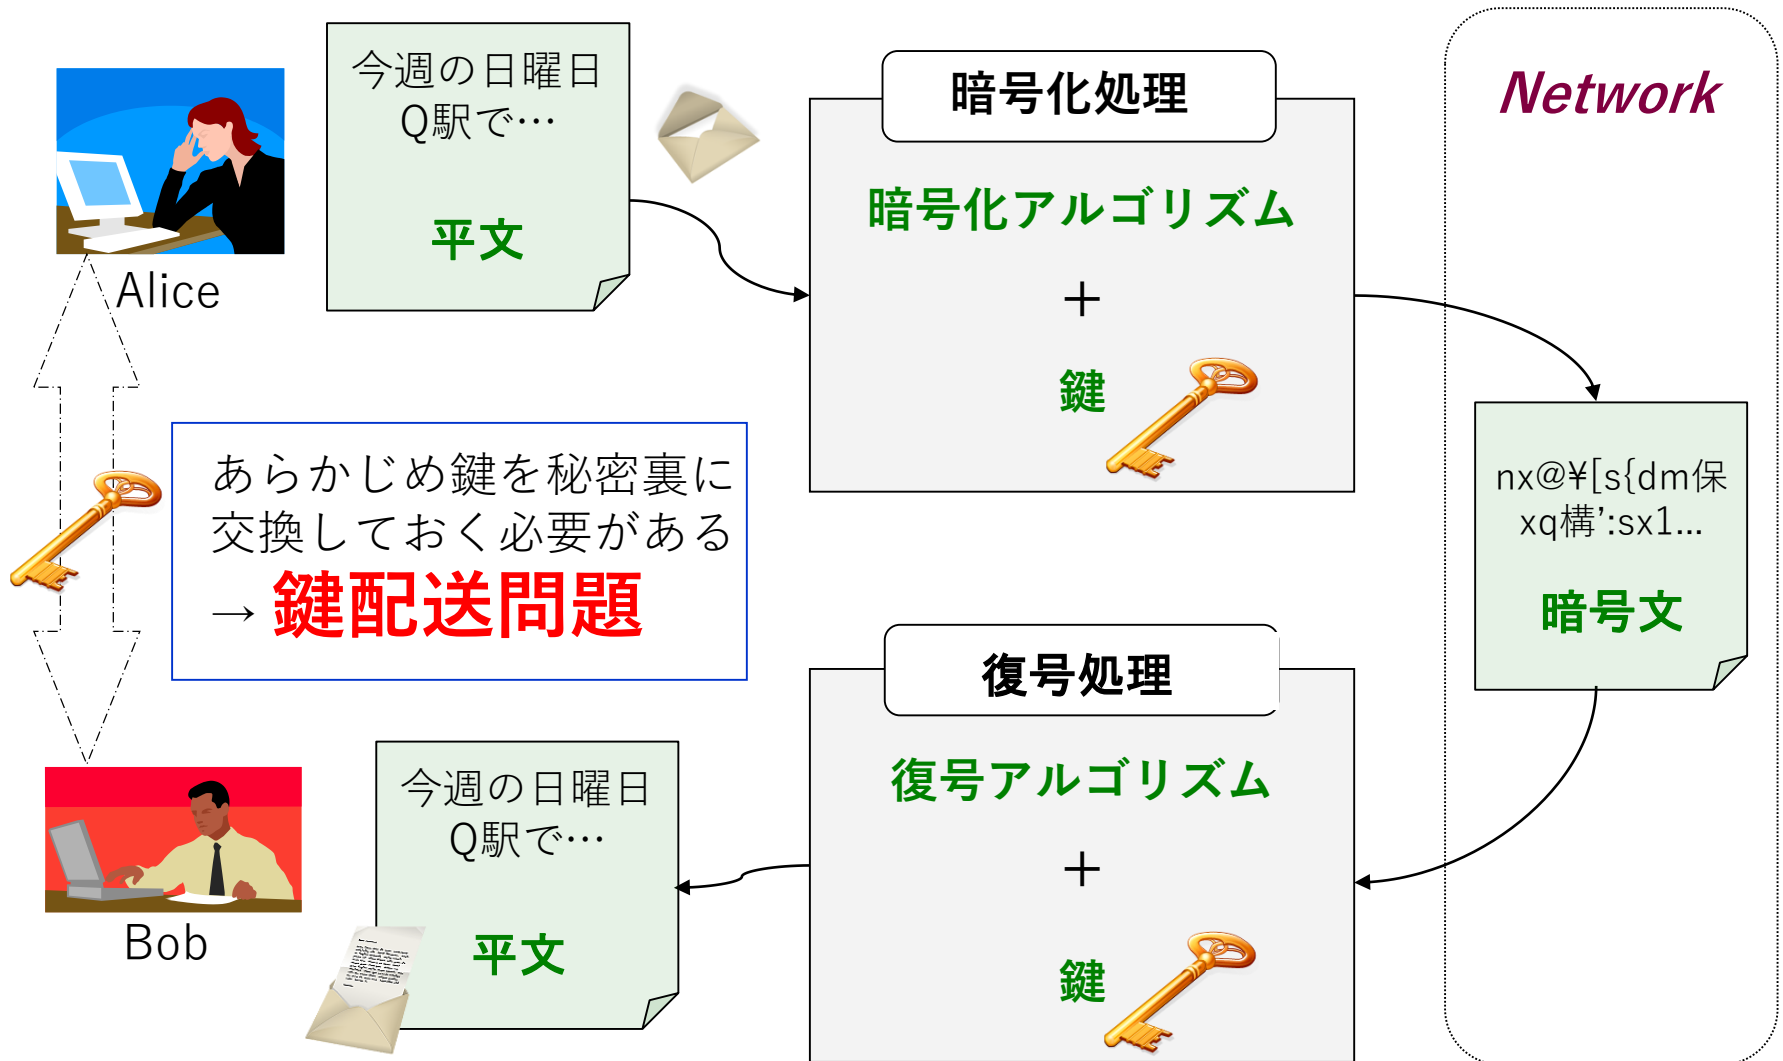 今週の日曜日
Q駅で…
平文
Alice
暗号化処理
暗号化アルゴリズム
+
鍵
Network
nx@¥[s{dm保
xq構’:sx1...
暗号文
あらかじめ鍵を秘密裏に
交換しておく必要がある
→ 鍵配送問題
復号処理
復号アルゴリズム
+
鍵
今週の日曜日
Q駅で…
平文
Bob